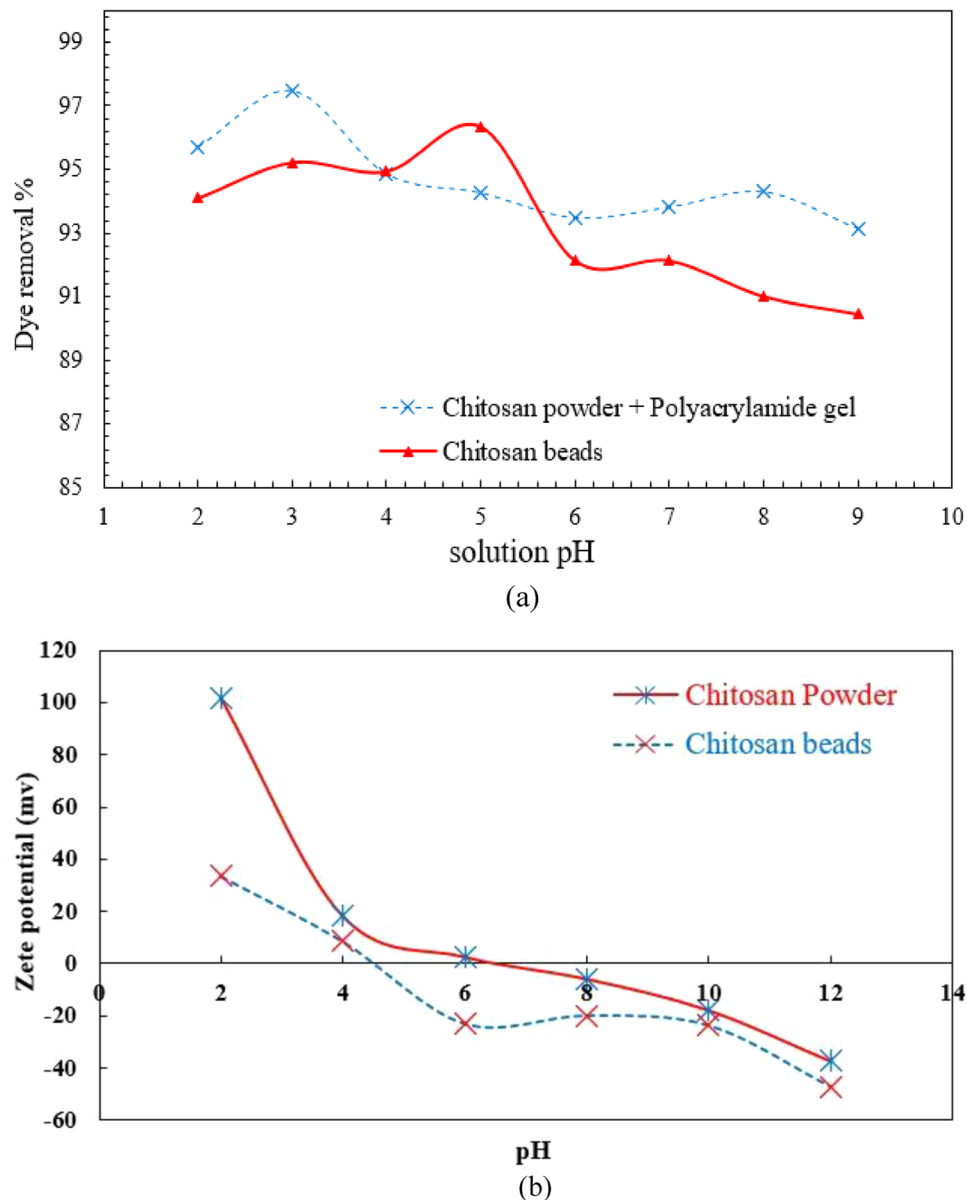 99
97
95
93
91
89
87
85
Dye removal %
Chitosan powder + Polyacrylamide gel
Chitosan beads
1 2 3 4 5 6 7 8 9 10
solution pH
(a)
120
100
80
60
40
20
0
-20
-40
-60
Zete potential (mv)
Chitosan Powder
Chitosan beads
0 2 4 6 8 10 12 14
pH
(b)